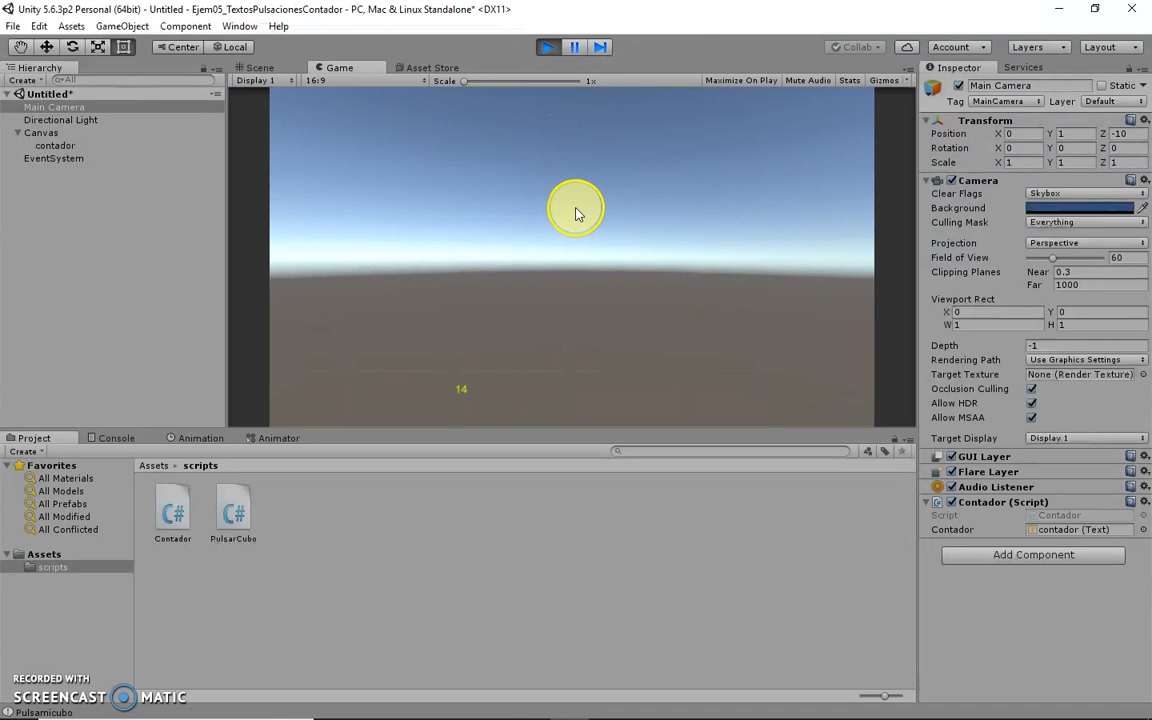 Unity 5.6.3p2 Personal (64bit) - Untitled - Ejem05_TextosPulsacionesContador - PC, Mac & Linux Standalone* <DX11>
File Edit Assets GameObject Component Window Help
Center Local Collab Account Layers Layout
Hierarchy
Create All
Untitled*
Main Camera
Directional Light
Canvas
contador
EventSystem
Scene Game Asset Store
Display 1 16:9 Scale 1x Maximize On Play Mute Audio Stats Gizmos
14
Inspector Services
Main Camera Static
Tag MainCamera Layer Default
Transform
Position X 0 Y 1 Z -10
Rotation X 0 Y 0 Z 0
Scale X 1 Y 1 Z 1
Camera
Clear Flags Skybox
Background
Culling Mask Everything
Projection Perspective
Field of View 60
Clipping Planes Near 0.3
Far 1000
Viewport Rect
X 0 Y 0
W 1 H 1
Depth -1
Rendering Path Use Graphics Settings
Target Texture None (Render Texture)
Occlusion Culling
Allow HDR
Allow MSAA
Target Display Display 1
GUI Layer
Flare Layer
Audio Listener
Contador (Script)
Script Contador
Contador contador (Text)
Add Component
Project Console Animation Animator
Create
Favorites
All Materials
All Models
All Prefabs
All Modified
All Conflicted
Assets
scripts
Assets scripts
C# C#
Contador PulsarCubo
RECORDED WITH
SCREENCAST MATIC
Pulsamicubo